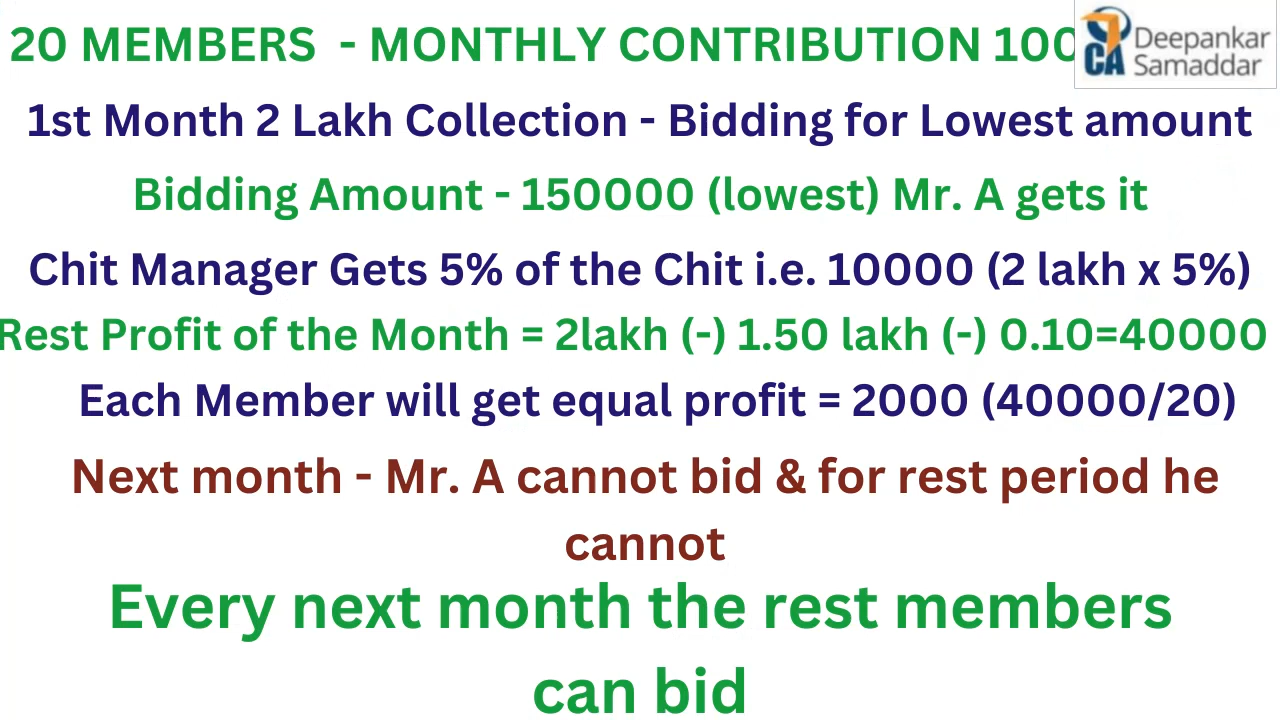 20 MEMBERS - MONTHLY CONTRIBUTION 100
CA Deepankar
Samaddar
1st Month 2 Lakh Collection - Bidding for Lowest amount
Bidding Amount - 150000 (lowest) Mr. A gets it
Chit Manager Gets 5% of the Chit i.e. 10000 (2 lakh x 5%)
Rest Profit of the Month = 2lakh (-) 1.50 lakh (-) 0.10=40000
Each Member will get equal profit = 2000 (40000/20)
Next month - Mr. A cannot bid & for rest period he
cannot
Every next month the rest members
can bid